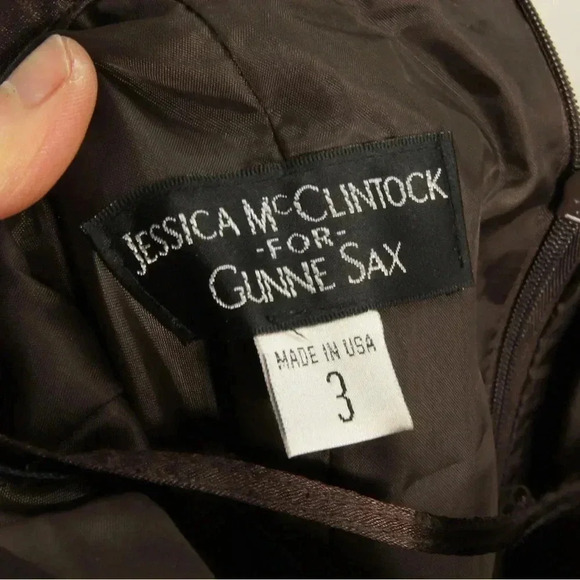 JESSICA McCLINTOCK
-FOR-
GUNNE SAX
MADE IN USA
3